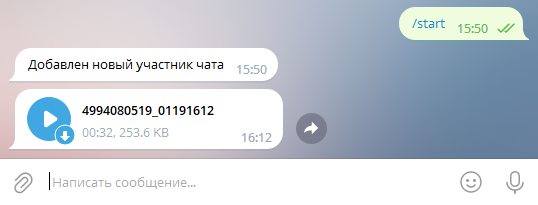 /start 15:50
Добавлен новый участник чата 15:50
4994080519_01191612
00:32, 253.6 KB 16:12
Написать сообщение...